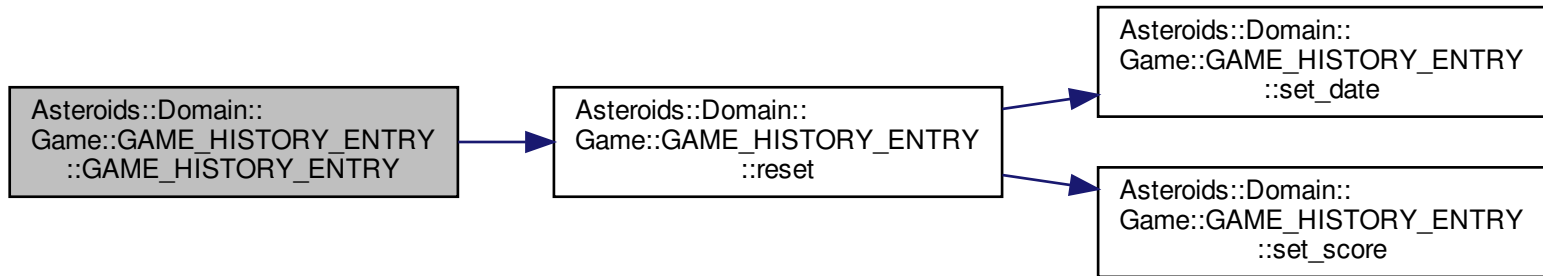 Asteroids::Domain::
Game::GAME_HISTORY_ENTRY
::GAME_HISTORY_ENTRY
Asteroids::Domain::
Game::GAME_HISTORY_ENTRY
::reset
Asteroids::Domain::
Game::GAME_HISTORY_ENTRY
::set_date
Asteroids::Domain::
Game::GAME_HISTORY_ENTRY
::set_score